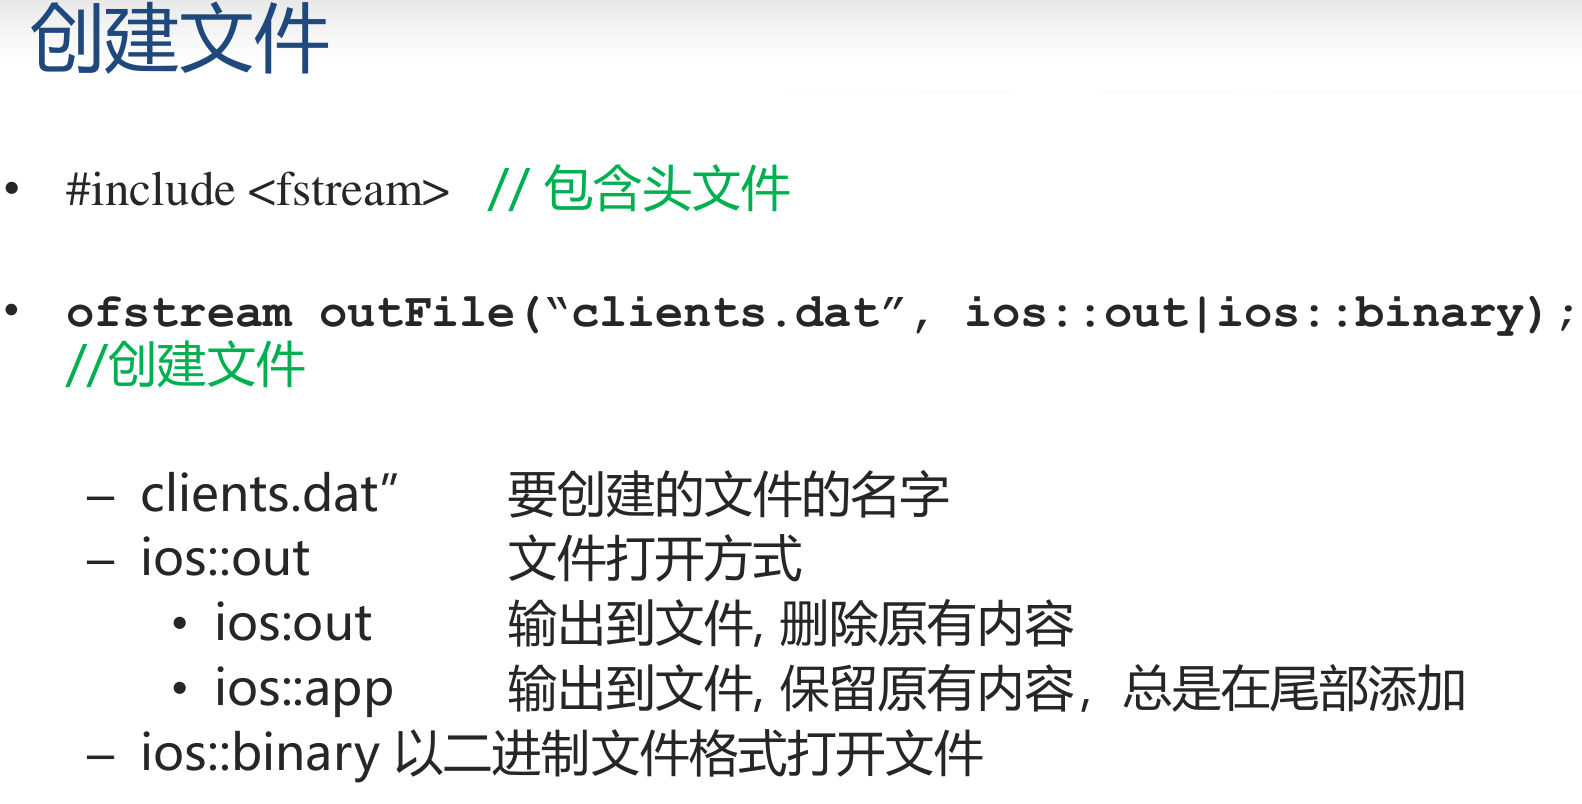 创建文件
• #include <fstream> // 包含头文件
• ofstream outFile(“clients.dat”, ios::out|ios::binary);
//创建文件
– clients.dat” 要创建的文件的名字
– ios::out 文件打开方式
• ios:out 输出到文件, 删除原有内容
• ios::app 输出到文件, 保留原有内容，总是在尾部添加
– ios::binary 以二进制文件格式打开文件